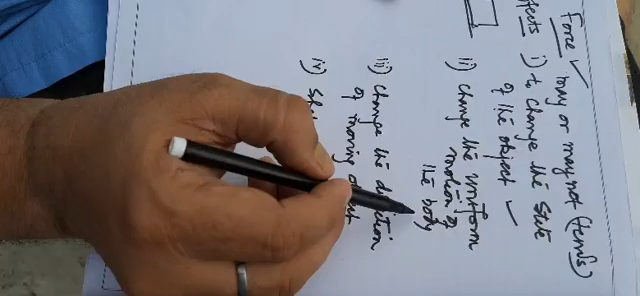 Force ✓ may or may not (tends)
Effects i) to change the state
of the object ✓
ii) change the uniform
motion of
the body
iii) change the direction
of moving
iv)